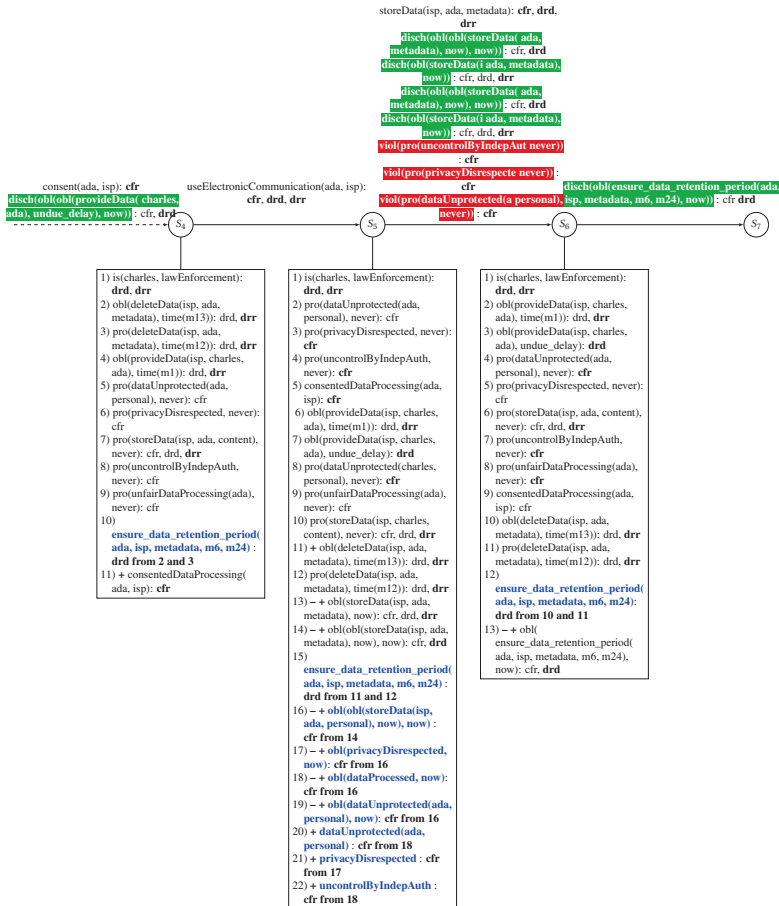 storeData(isp, ada, metadata): cfr, drd,
drr
disch(obl(obl(storeData( ada,
metadata), now), now)) : cfr, drd
disch(obl(storeData(i ada, metadata),
now)) : cfr, drd, drr
disch(obl(obl(storeData( ada,
metadata), now), now)) : cfr, drd
disch(obl(storeData(i ada, metadata),
now)) : cfr, drd, drr
viol(pro(uncontrolByIndepAut never))
: cfr
viol(pro(privacyDisrespecte never)) :
cfr
viol(pro(dataUnprotected(a personal),
never)) : cfr
consent(ada, isp): cfr
disch(obl(obl(provideData( charles,
ada), undue_delay), now)) : cfr, drd
useElectronicCommunication(ada, isp):
cfr, drd, drr
disch(obl(ensure_data_retention_period(ada,
isp, metadata, m6, m24), now)) : cfr drd
S4
S5
S6
S7
1) is(charles, lawEnforcement):
drd, drr
2) obl(deleteData(isp, ada,
metadata), time(m13)): drd, drr
3) pro(deleteData(isp, ada,
metadata), time(m12)): drd, drr
4) obl(provideData(isp, charles,
ada), time(m1)): drd, drr
5) pro(dataUnprotected(ada,
personal), never): cfr
6) pro(privacyDisrespected, never):
cfr
7) pro(storeData(isp, ada, content),
never): cfr, drd, drr
8) pro(uncontrolByIndepAuth,
never): cfr
9) pro(unfairDataProcessing(ada),
never): cfr
10)
ensure_data_retention_period(
ada, isp, metadata, m6, m24) :
drd from 2 and 3
11) + consentedDataProcessing(
ada, isp): cfr
1) is(charles, lawEnforcement):
drd, drr
2) pro(dataUnprotected(ada,
personal), never): cfr
3) pro(privacyDisrespected, never):
cfr
4) pro(uncontrolByIndepAuth,
never): cfr
5) consentedDataProcessing(ada,
isp): cfr
6) obl(provideData(isp, charles,
ada), time(m1)): drd, drr
7) obl(provideData(isp, charles,
ada), undue_delay): drd
8) pro(dataUnprotected(charles,
personal), never): cfr
9) pro(unfairDataProcessing(ada),
never): cfr
10) pro(storeData(isp, charles,
content), never): cfr, drd, drr
11) + obl(deleteData(isp, ada,
metadata), time(m13)): drd, drr
12) pro(deleteData(isp, ada,
metadata), time(m12)): drd, drr
13) – + obl(storeData(isp, ada,
metadata), now): cfr, drd, drr
14) – + obl(obl(storeData(isp, ada,
metadata), now), now): cfr, drd
15)
ensure_data_retention_period(
ada, isp, metadata, m6, m24) :
drd from 11 and 12
16) – + obl(obl(storeData(isp,
ada, personal), now), now) :
cfr from 14
17) – + obl(privacyDisrespected,
now): cfr from 16
18) – + obl(dataProcessed, now):
cfr from 16
19) – + obl(dataUnprotected(ada,
personal), now): cfr from 16
20) + dataUnprotected(ada,
personal) : cfr from 18
21) + privacyDisrespected : cfr
from 17
22) + uncontrolByIndepAuth :
cfr from 18
1) is(charles, lawEnforcement):
drd, drr
2) obl(provideData(isp, charles,
ada), time(m1)): drd, drr
3) obl(provideData(isp, charles,
ada), undue_delay): drd
4) pro(dataUnprotected(ada,
personal), never): cfr
5) pro(privacyDisrespected, never):
cfr
6) pro(storeData(isp, ada, content),
never): cfr, drd, drr
7) pro(uncontrolByIndepAuth,
never): cfr
8) pro(unfairDataProcessing(ada),
never): cfr
9) consentedDataProcessing(ada,
isp): cfr
10) obl(deleteData(isp, ada,
metadata), time(m13)): drd, drr
11) pro(deleteData(isp, ada,
metadata), time(m12)): drd, drr
12)
ensure_data_retention_period(
ada, isp, metadata, m6, m24):
drd from 10 and 11
13) – + obl(
ensure_data_retention_period(
ada, isp, metadata, m6, m24),
now): cfr, drd